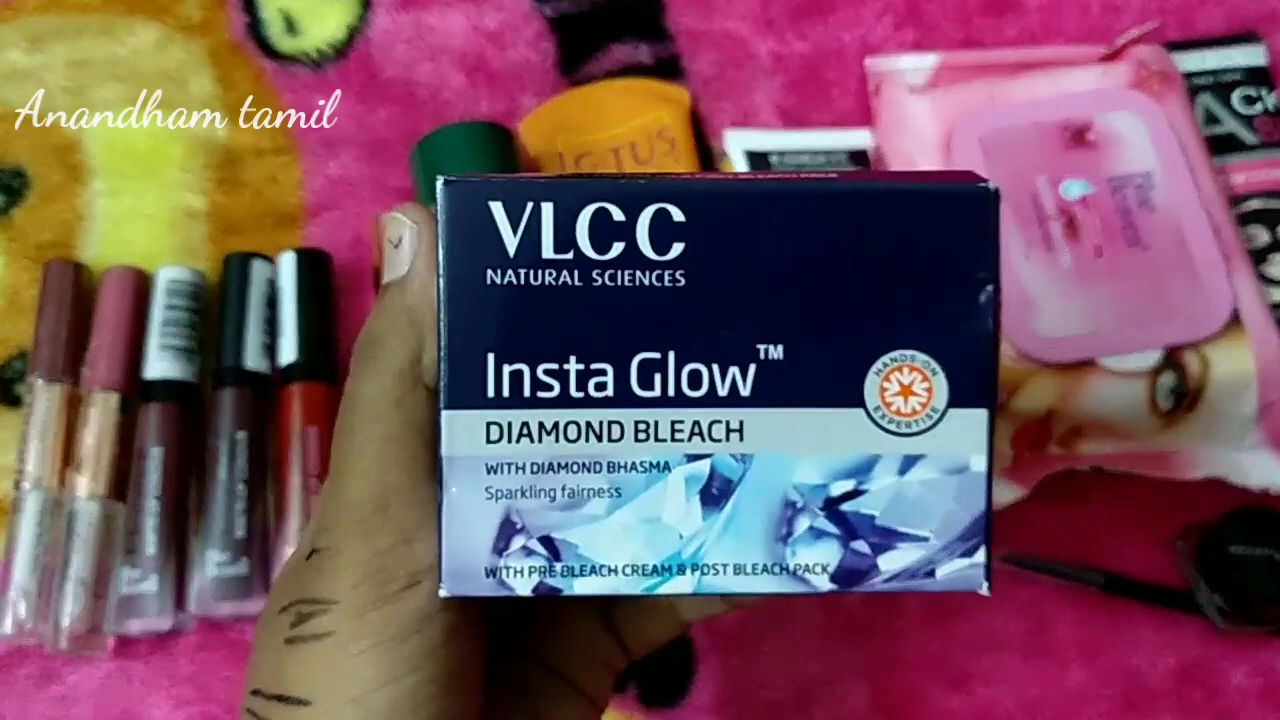 Anandham tamil
LOTUS
VLCC
NATURAL SCIENCES
Insta Glow™
HANDS-ON
EXPERTISE
DIAMOND BLEACH
WITH DIAMOND BHASMA
Sparkling fairness
WITH PRE BLEACH CREAM & POST BLEACH PACK